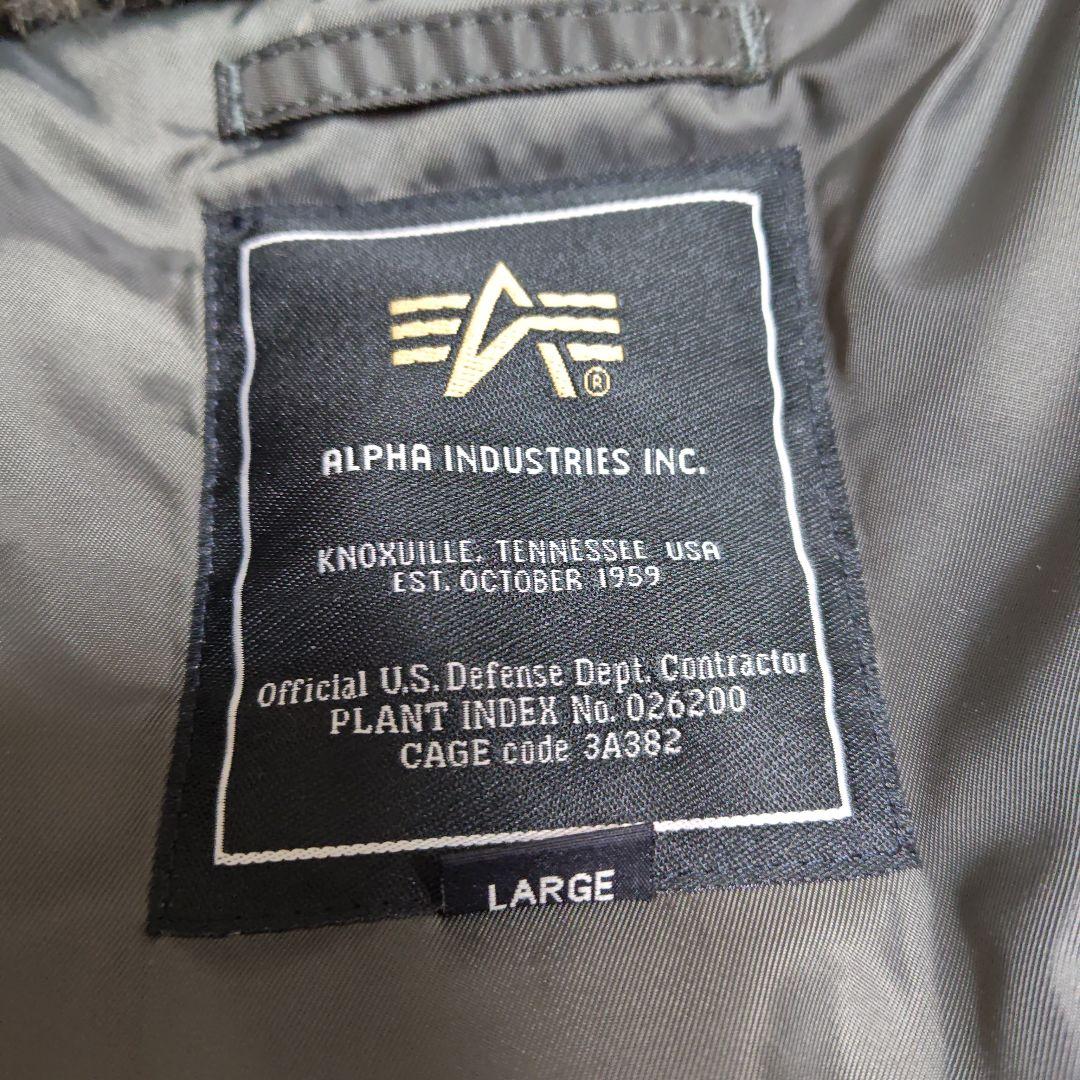 ®
ALPHA INDUSTRIES INC.
KNOXVILLE, TENNESSEE USA
EST. OCTOBER 1959
Official U.S. Defense Dept. Contractor
PLANT INDEX No. 026200
CAGE code 3A382
LARGE